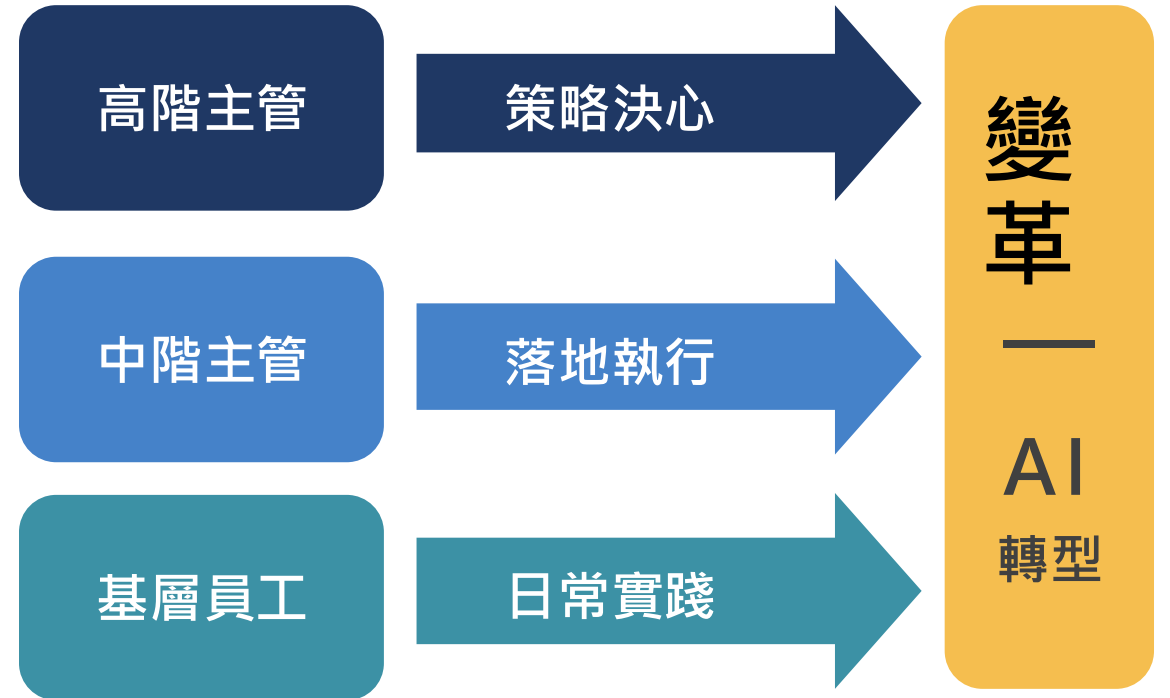 高階主管
策略決心
中階主管
落地執行
基層員工
日常實踐
變
革
—
AI
轉型